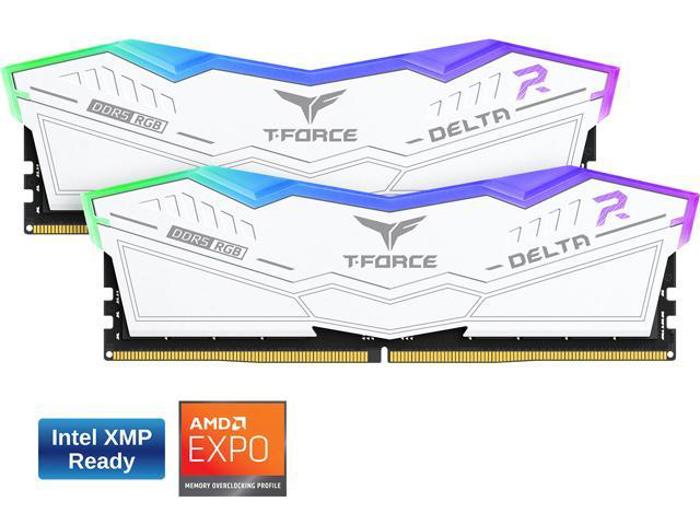 DDR5 RGB
T-FORCE
DELTA R
DDR5 RGB
T-FORCE
DELTA R
Intel XMP
Ready
AMD
EXPO
MEMORY OVERCLOCKING PROFILE